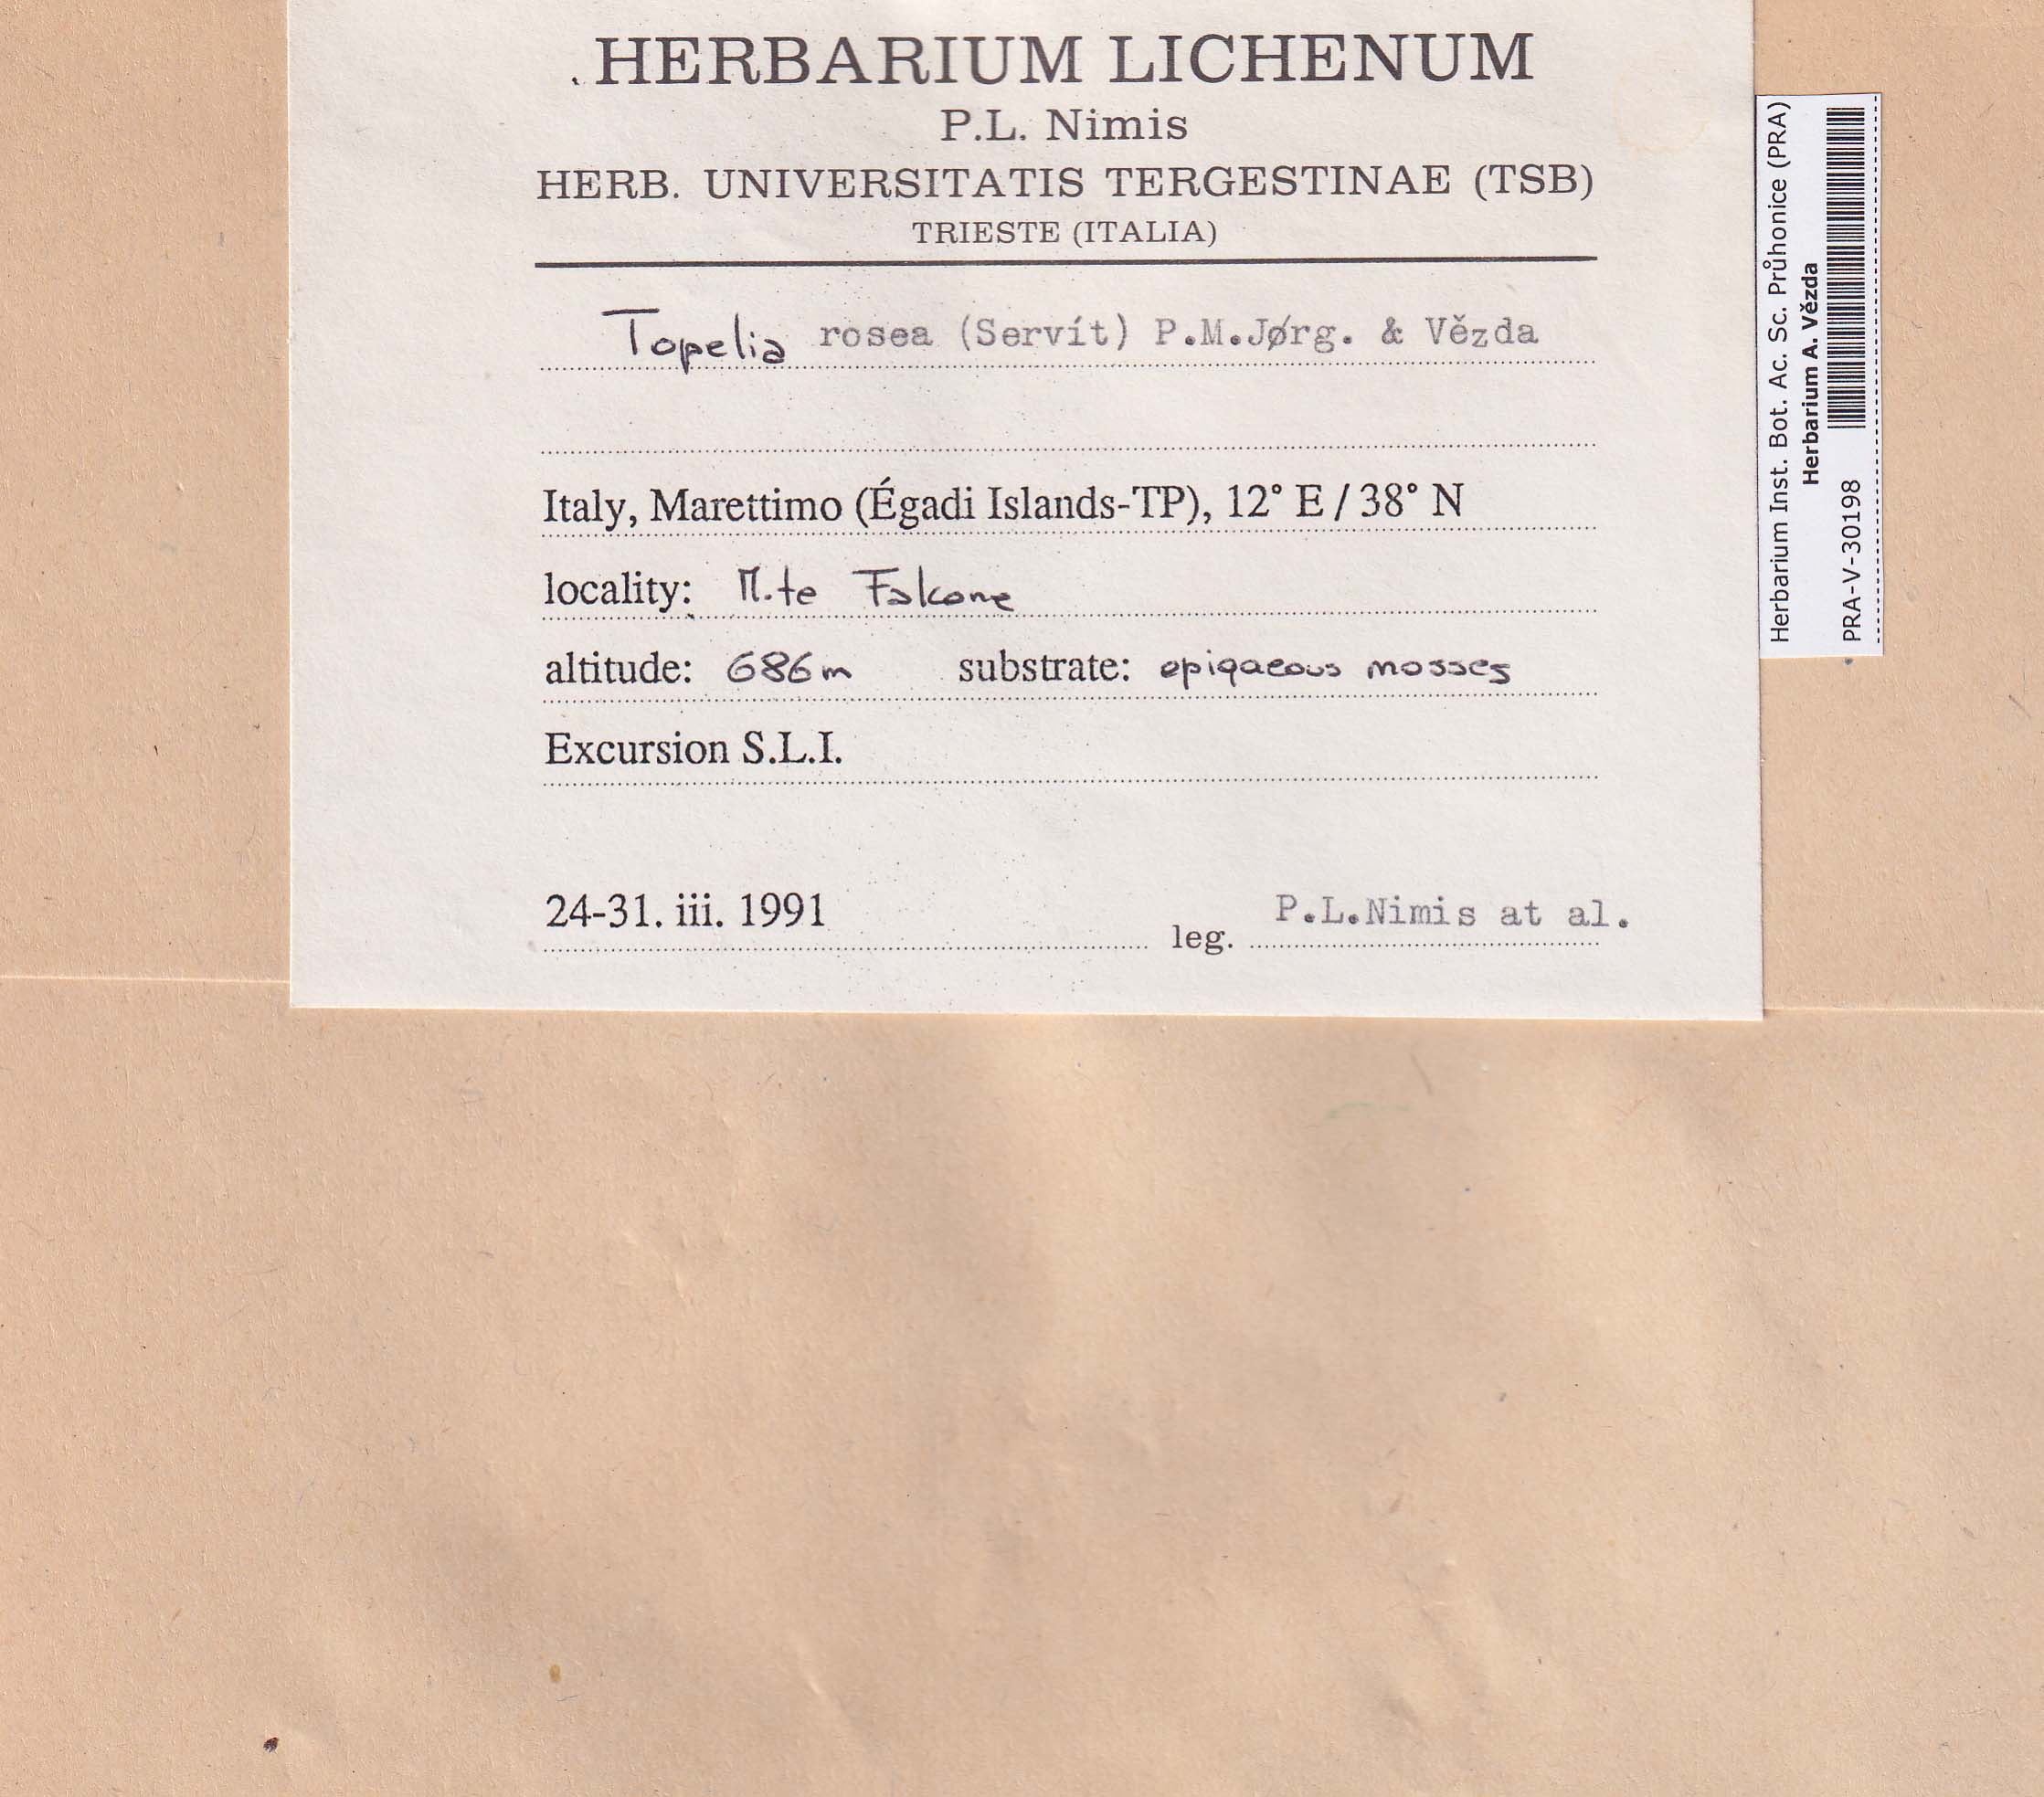 HERBARIUM LICHENUM
P.L. Nimis
HERB. UNIVERSITATIS TERGESTINAE (TSB)
TRIESTE (ITALIA)
Topelia rosea (Servít) P.M.Jørg. & Vězda
Italy, Marettimo (Égadi Islands-TP), 12° E / 38° N
locality: M.te Falcone
altitude: 686m substrate: epigaeous mosses
Excursion S.L.I.
24-31. iii. 1991 leg. P.L.Nimis at al.
Herbarium Inst. Bot. Ac. Sc. Průhonice (PRA)
Herbarium A. Vězda
PRA-V-30198